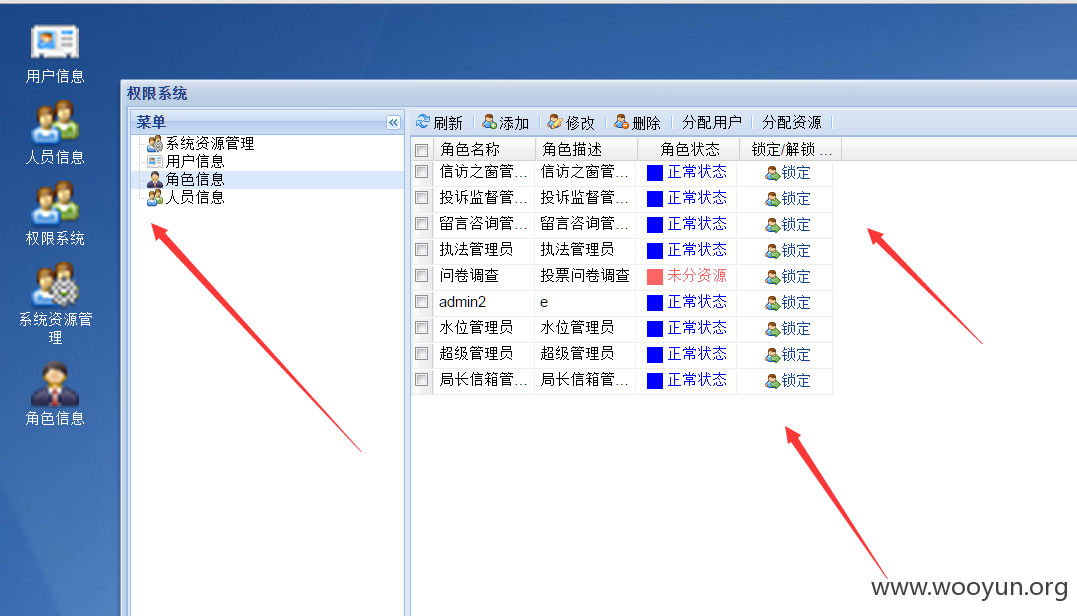 用户信息
人员信息
权限系统
系统资源管
理
角色信息
权限系统
菜单
系统资源管理
用户信息
角色信息
人员信息
刷新 添加 修改 删除 分配用户 分配资源
角色名称 角色描述 角色状态 锁定/解锁 ...
信访之窗管... 信访之窗管... 正常状态 锁定
投诉监督管... 投诉监督管... 正常状态 锁定
留言咨询管... 留言咨询管... 正常状态 锁定
执法管理员 执法管理员 正常状态 锁定
问卷调查 投票问卷调查 未分资源 锁定
admin2 e 正常状态 锁定
水位管理员 水位管理员 正常状态 锁定
超级管理员 超级管理员 正常状态 锁定
局长信箱管... 局长信箱管... 正常状态 锁定
www.wooyun.org